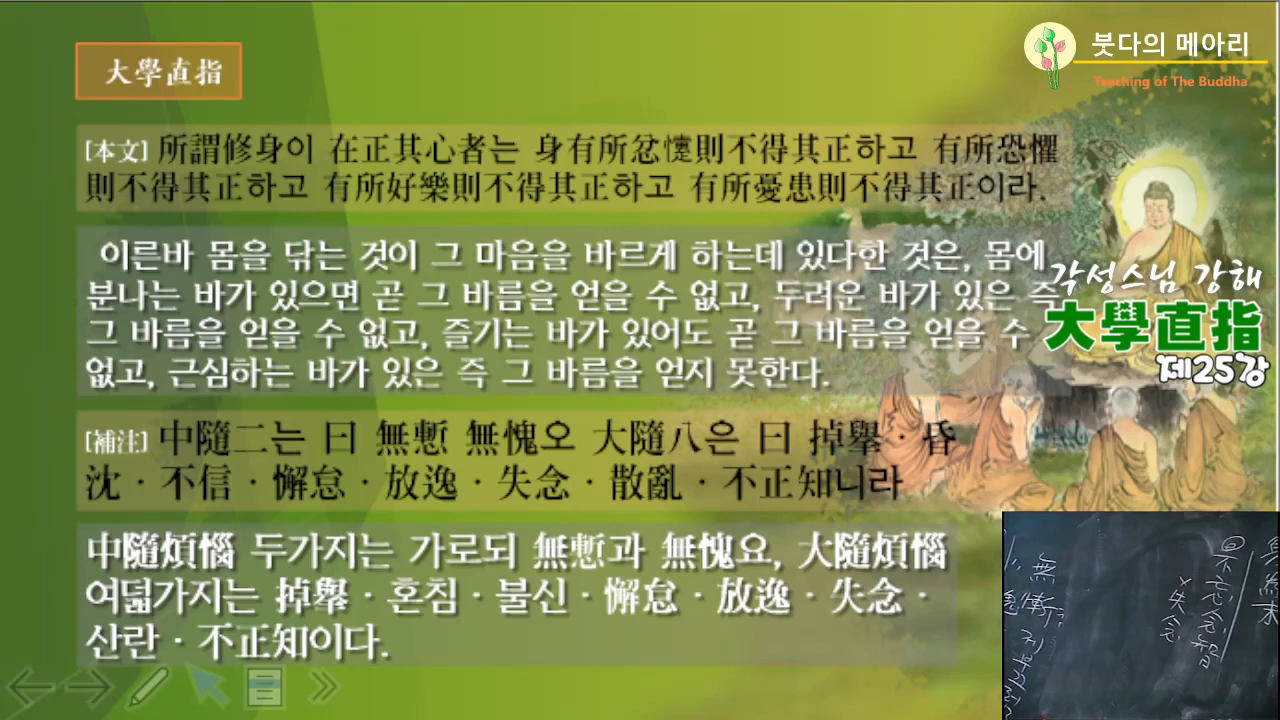 大學直指
붓다의 메아리
Teaching of The Buddha
[本文] 所謂修身이 在正其心者는 身有所忿懥則不得其正하고 有所恐懼
則不得其正하고 有所好樂則不得其正하고 有所憂患則不得其正이라.
이른바 몸을 닦는 것이 그 마음을 바르게 하는데 있다한 것은, 몸에
분나는 바가 있으면 곧 그 바름을 얻을 수 없고, 두려운 바가 있은 즉
그 바름을 얻을 수 없고, 즐기는 바가 있어도 곧 그 바름을 얻을 수
없고, 근심하는 바가 있은 즉 그 바름을 얻지 못한다.
각성스님 강해
大學直指
제25강
[補注] 中隨二는 曰 無慙 無愧오 大隨八은 曰 掉擧 · 昏
沈 · 不信 · 懈怠 · 放逸 · 失念 · 散亂 · 不正知니라
中隨煩惱 두가지는 가로되 無慙과 無愧요, 大隨煩惱
여덟가지는 掉擧 · 혼침 · 불신 · 懈怠 · 放逸 · 失念 ·
산란 · 不正知이다.
失念
無慚